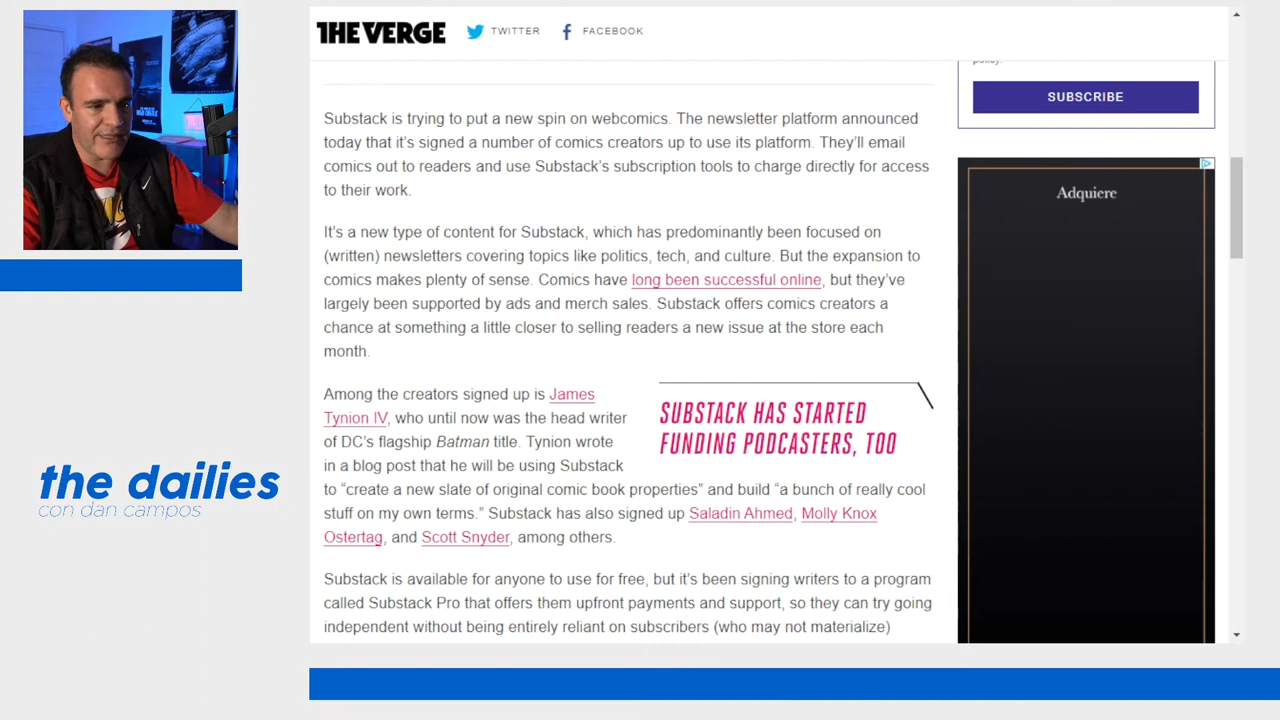 THE VERGE
TWITTER
FACEBOOK
policy.
SUBSCRIBE
Substack is trying to put a new spin on webcomics. The newsletter platform announced
today that it’s signed a number of comics creators up to use its platform. They’ll email
comics out to readers and use Substack’s subscription tools to charge directly for access
to their work.
It’s a new type of content for Substack, which has predominantly been focused on
(written) newsletters covering topics like politics, tech, and culture. But the expansion to
comics makes plenty of sense. Comics have long been successful online, but they’ve
largely been supported by ads and merch sales. Substack offers comics creators a
chance at something a little closer to selling readers a new issue at the store each
month.
Among the creators signed up is James
Tynion IV, who until now was the head writer
of DC’s flagship Batman title. Tynion wrote
in a blog post that he will be using Substack
to “create a new slate of original comic book properties” and build “a bunch of really cool
stuff on my own terms.” Substack has also signed up Saladin Ahmed, Molly Knox
Ostertag, and Scott Snyder, among others.
SUBSTACK HAS STARTED
FUNDING PODCASTERS, TOO
Substack is available for anyone to use for free, but it’s been signing writers to a program
called Substack Pro that offers them upfront payments and support, so they can try going
independent without being entirely reliant on subscribers (who may not materialize)
Adquiere
the dailies
con dan campos